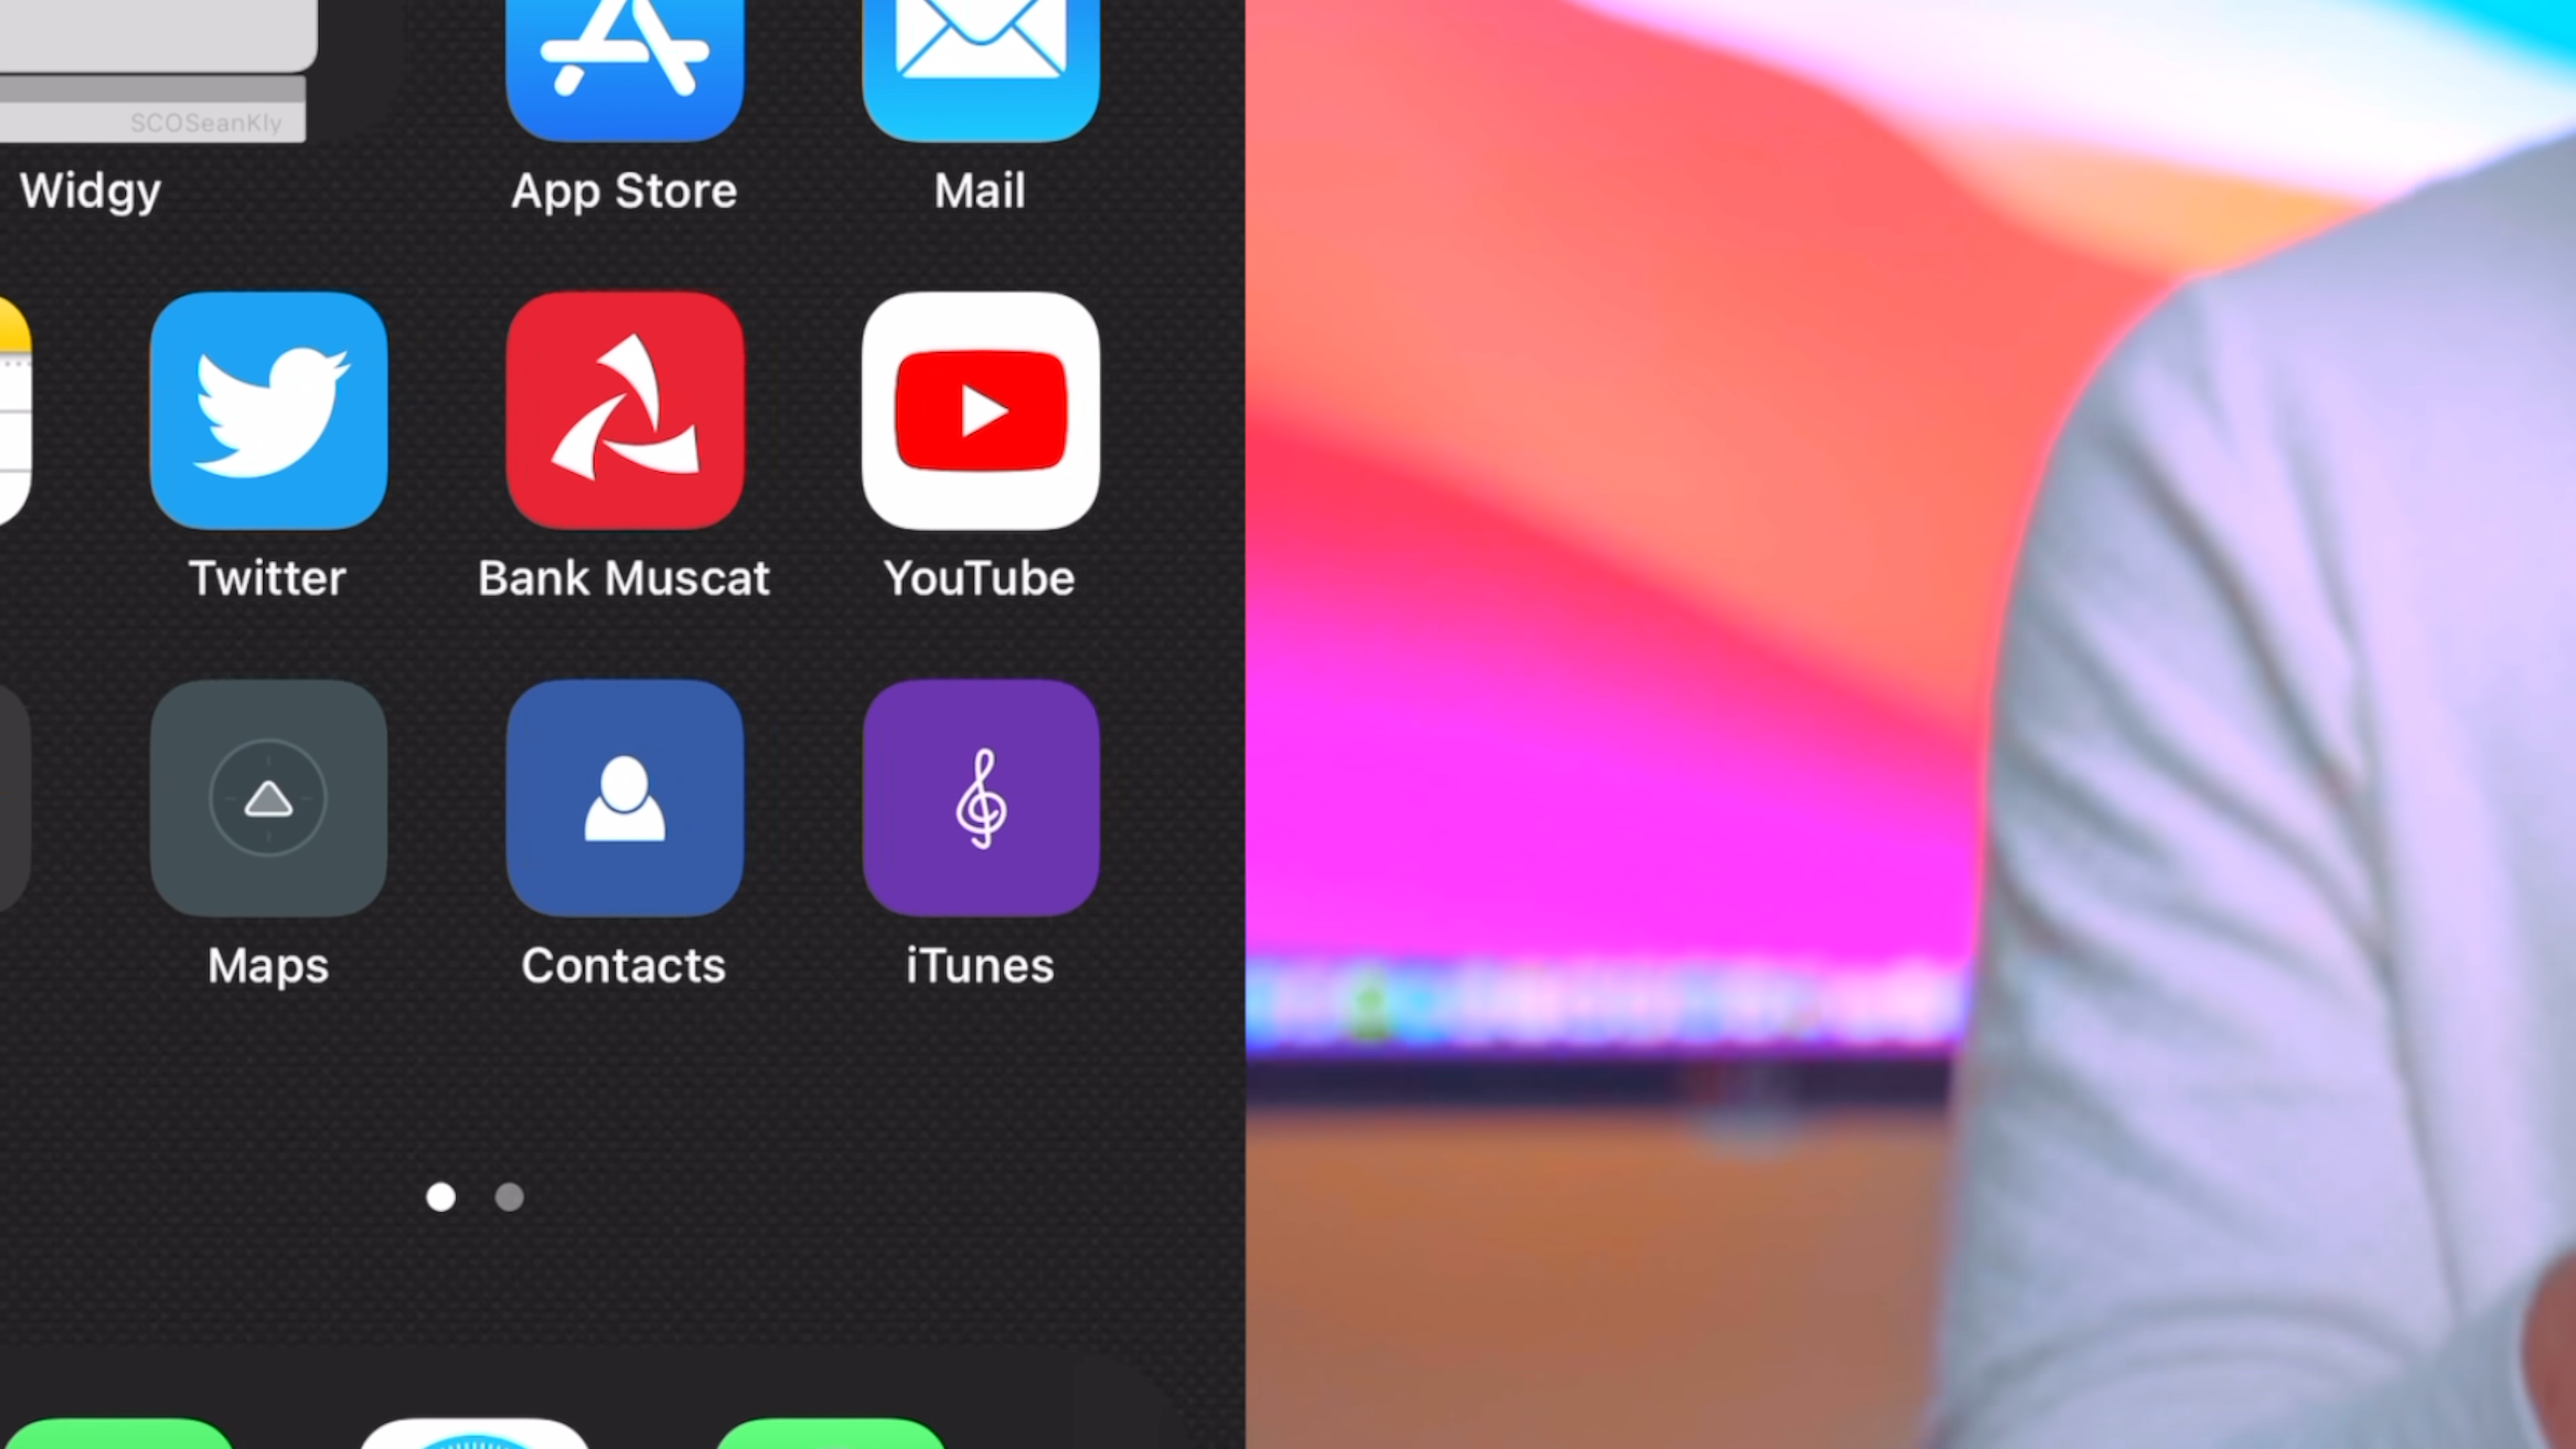 SCOSeanKly
Widgy
App Store
Mail
Twitter
Bank Muscat
YouTube
Maps
Contacts
iTunes